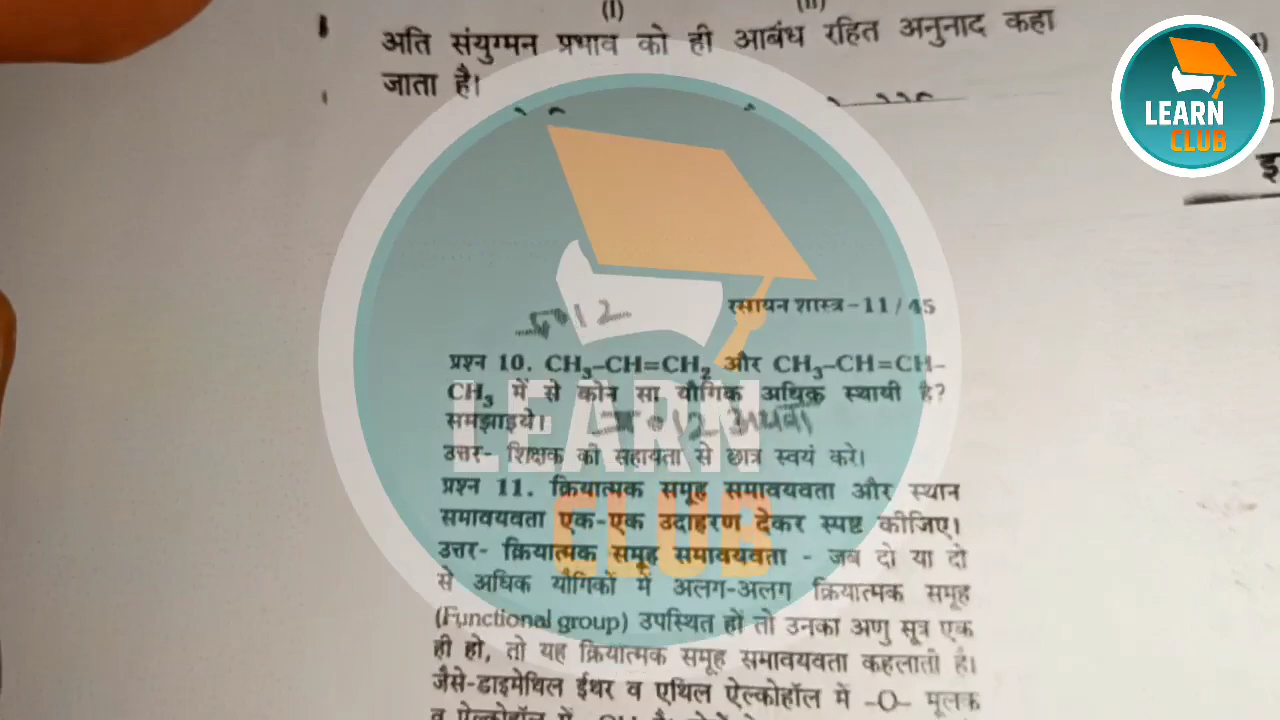 (I) (II)
अति संयुग्मन प्रभाव को ही आबंध रहित अनुनाद कहा
जाता है।
LEARN
CLUB
रसायन शास्त्र-11/45
प्रश्न 10. CH₃–CH=CH₂ और CH₃–CH=CH–
CH₃ में से कोन सा यौगिक अधिक स्थायी है?
समझाइये। अथवा
उत्तर- शिक्षक की सहायता से छात्र स्वयं करे।
प्रश्न 11. क्रियात्मक समूह समावयवता और स्थान
समावयवता एक-एक उदाहरण देकर स्पष्ट कीजिए।
उत्तर- क्रियात्मक समूह समावयवता - जब दो या दो
से अधिक यौगिकों में अलग-अलग क्रियात्मक समूह
(Functional group) उपस्थित हों तो उनका अणु सूत्र एक
ही हो, तो यह क्रियात्मक समूह समावयवता कहलाती है।
जैसे-डाइमेथिल ईथर व एथिल ऐल्कोहॉल में –O– मूलक
LEARN
CLUB